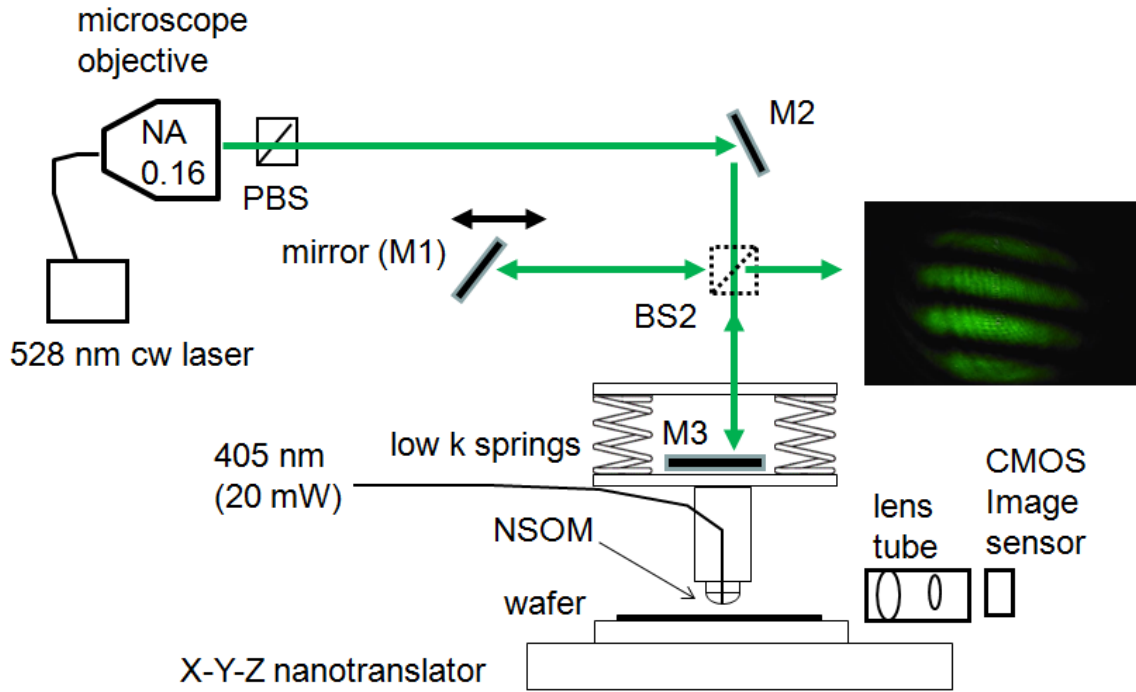 microscope
objective
NA
0.16
PBS
M2
mirror (M1)
BS2
528 nm cw laser
low k springs
M3
405 nm
(20 mW)
NSOM
wafer
X-Y-Z nanotranslator
lens
tube
CMOS
Image
sensor